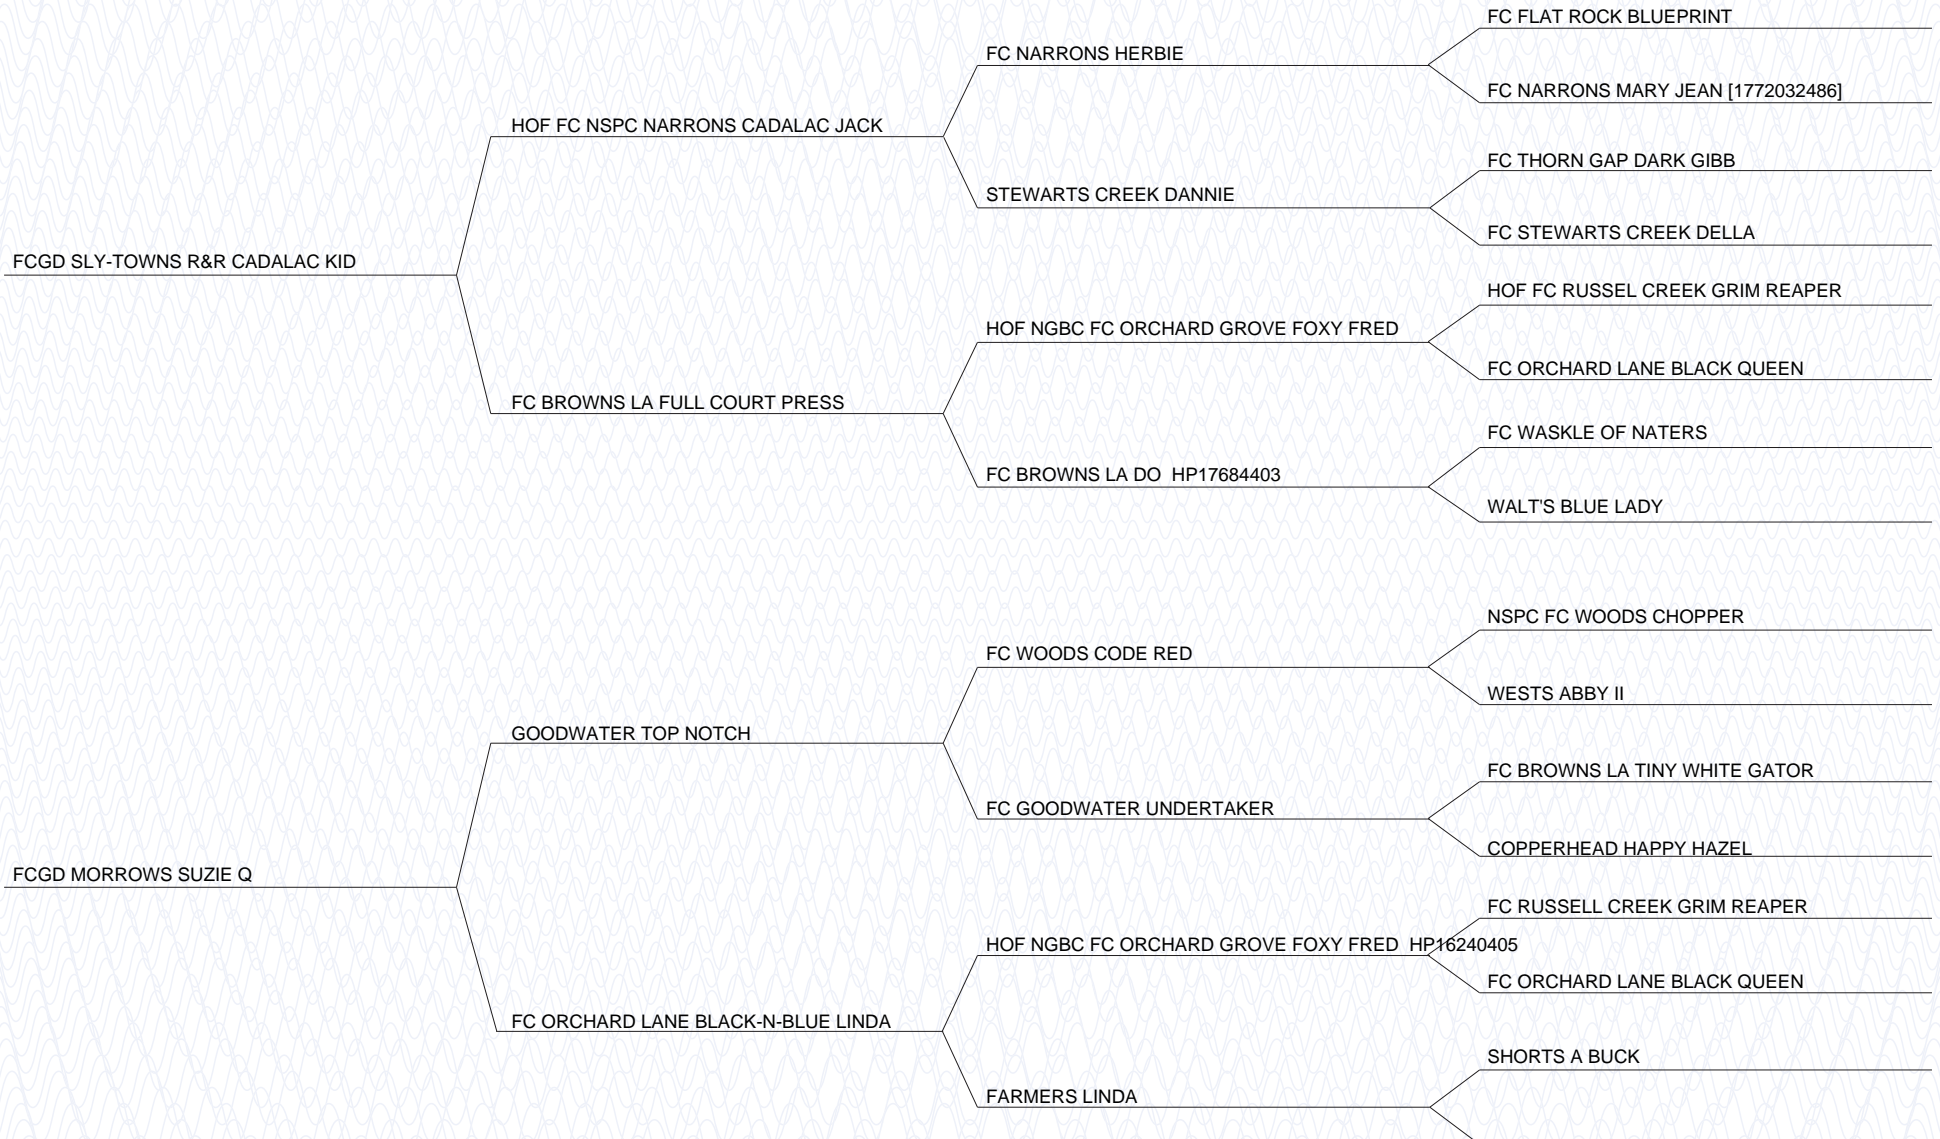 FC FLAT ROCK BLUEPRINT
FC NARRONS HERBIE
FC NARRONS MARY JEAN [1772032486]
HOF FC NSPC NARRONS CADALAC JACK
FC THORN GAP DARK GIBB
STEWARTS CREEK DANNIE
FC STEWARTS CREEK DELLA
FCGD SLY-TOWNS R&R CADALAC KID
HOF FC RUSSEL CREEK GRIM REAPER
HOF NGBC FC ORCHARD GROVE FOXY FRED
FC ORCHARD LANE BLACK QUEEN
FC BROWNS LA FULL COURT PRESS
FC WASKLE OF NATERS
FC BROWNS LA DO  HP17684403
WALT'S BLUE LADY
NSPC FC WOODS CHOPPER
FC WOODS CODE RED
WESTS ABBY II
GOODWATER TOP NOTCH
FC BROWNS LA TINY WHITE GATOR
FC GOODWATER UNDERTAKER
COPPERHEAD HAPPY HAZEL
FCGD MORROWS SUZIE Q
FC RUSSELL CREEK GRIM REAPER
HOF NGBC FC ORCHARD GROVE FOXY FRED  HP16240405
FC ORCHARD LANE BLACK QUEEN
FC ORCHARD LANE BLACK-N-BLUE LINDA
SHORTS A BUCK
FARMERS LINDA